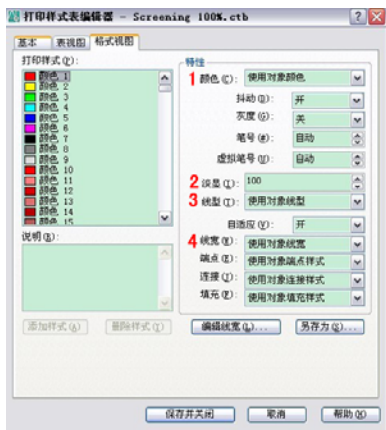 打印样式表编辑器 - Screening 100%.ctb
基本 表视图 格式视图
打印样式(P):
颜色 1
颜色 2
颜色 3
颜色 4
颜色 5
颜色 6
颜色 7
颜色 8
颜色 9
颜色 10
颜色 11
颜色 12
颜色 13
颜色 14
颜色 15
说明(R):
添加样式(A) 删除样式(Y)
特性
1 颜色(C): 使用对象颜色
抖动(D): 开
灰度(G): 关
笔号(#): 自动
虚拟笔号(U): 自动
2 淡显(I): 100
3 线型(T): 使用对象线型
自适应(V): 开
4 线宽(W): 使用对象线宽
端点(E): 使用对象端点样式
连接(J): 使用对象连接样式
填充(F): 使用对象填充样式
编辑线宽(L)... 另存为(S)...
保存并关闭 取消 帮助(H)